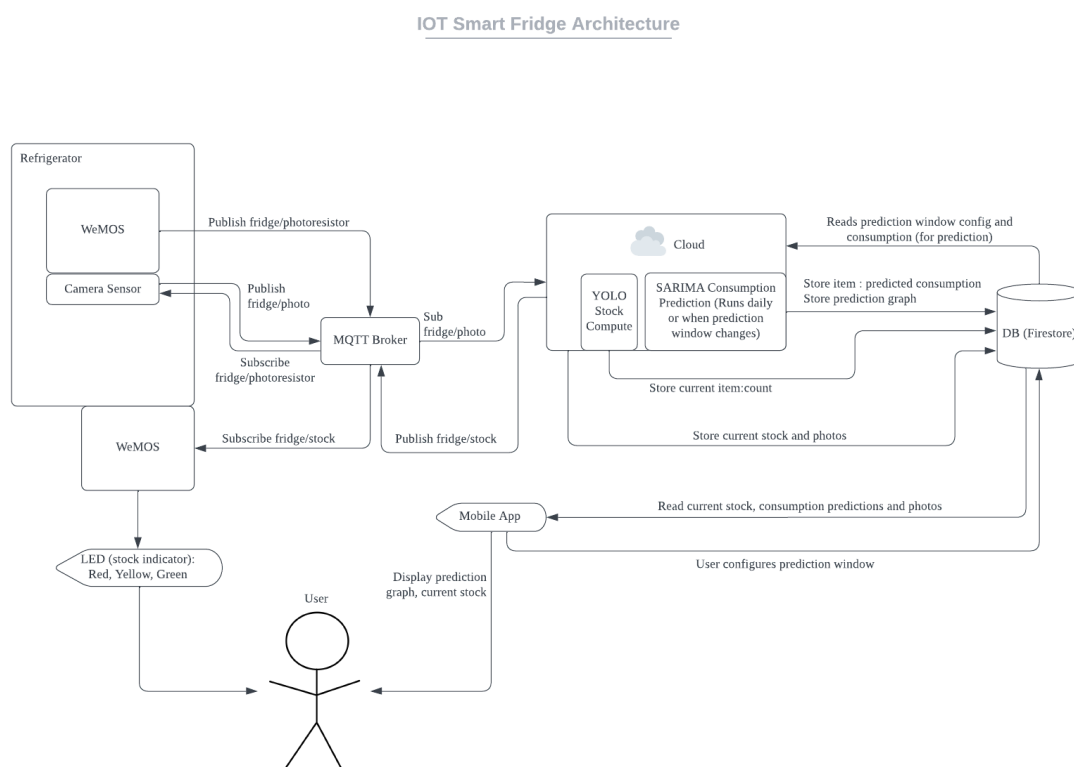 IOT Smart Fridge Architecture
Refrigerator
WeMOS
Camera Sensor
Publish fridge/photoresistor
Publish
fridge/photo
Subscribe
fridge/photoresistor
MQTT Broker
Sub
fridge/photo
Cloud
YOLO
Stock
Compute
SARIMA Consumption
Prediction (Runs daily
or when prediction
window changes)
Reads prediction window config and
consumption (for prediction)
Store item : predicted consumption
Store prediction graph
DB (Firestore)
Store current item:count
Store current stock and photos
WeMOS
Subscribe fridge/stock
Publish fridge/stock
Mobile App
Read current stock, consumption predictions and photos
User configures prediction window
LED (stock indicator):
Red, Yellow, Green
Display prediction
graph, current stock
User